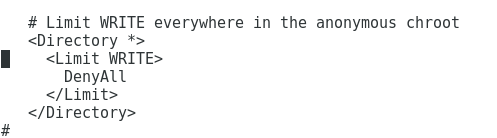 # Limit WRITE everywhere in the anonymous chroot
<Directory *>
<Limit WRITE>
DenyAll
</Limit>
</Directory>
#